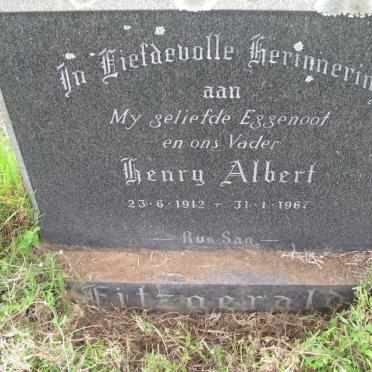 In Liefdevolle Herinnering
aan
My geliefde Eggenoot
en ons Vader
Henry Albert
23·6·1912 - 31·1·1967
— Rus Sag —
Fitzgerald